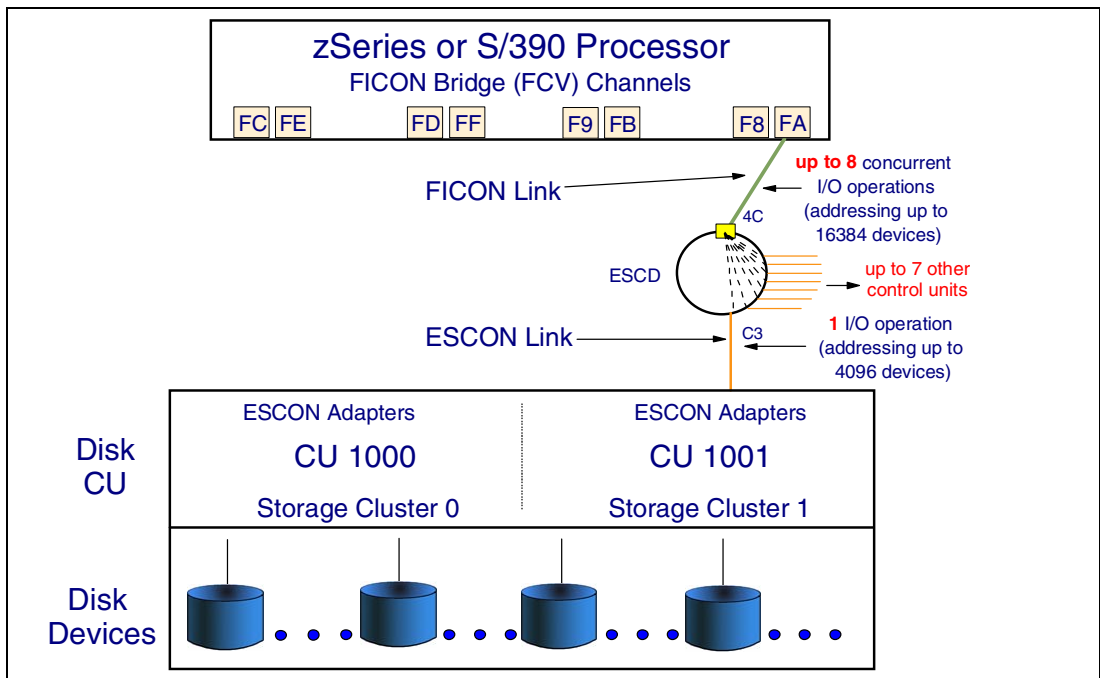 zSeries or S/390 Processor
FICON Bridge (FCV) Channels
FC FE FD FF F9 FB F8 FA
FICON Link
up to 8 concurrent
I/O operations
(addressing up to
16384 devices)
4C
ESCD
up to 7 other
control units
ESCON Link
C3
1 I/O operation
(addressing up to
4096 devices)
Disk
CU
ESCON Adapters
CU 1000
Storage Cluster 0
ESCON Adapters
CU 1001
Storage Cluster 1
Disk
Devices